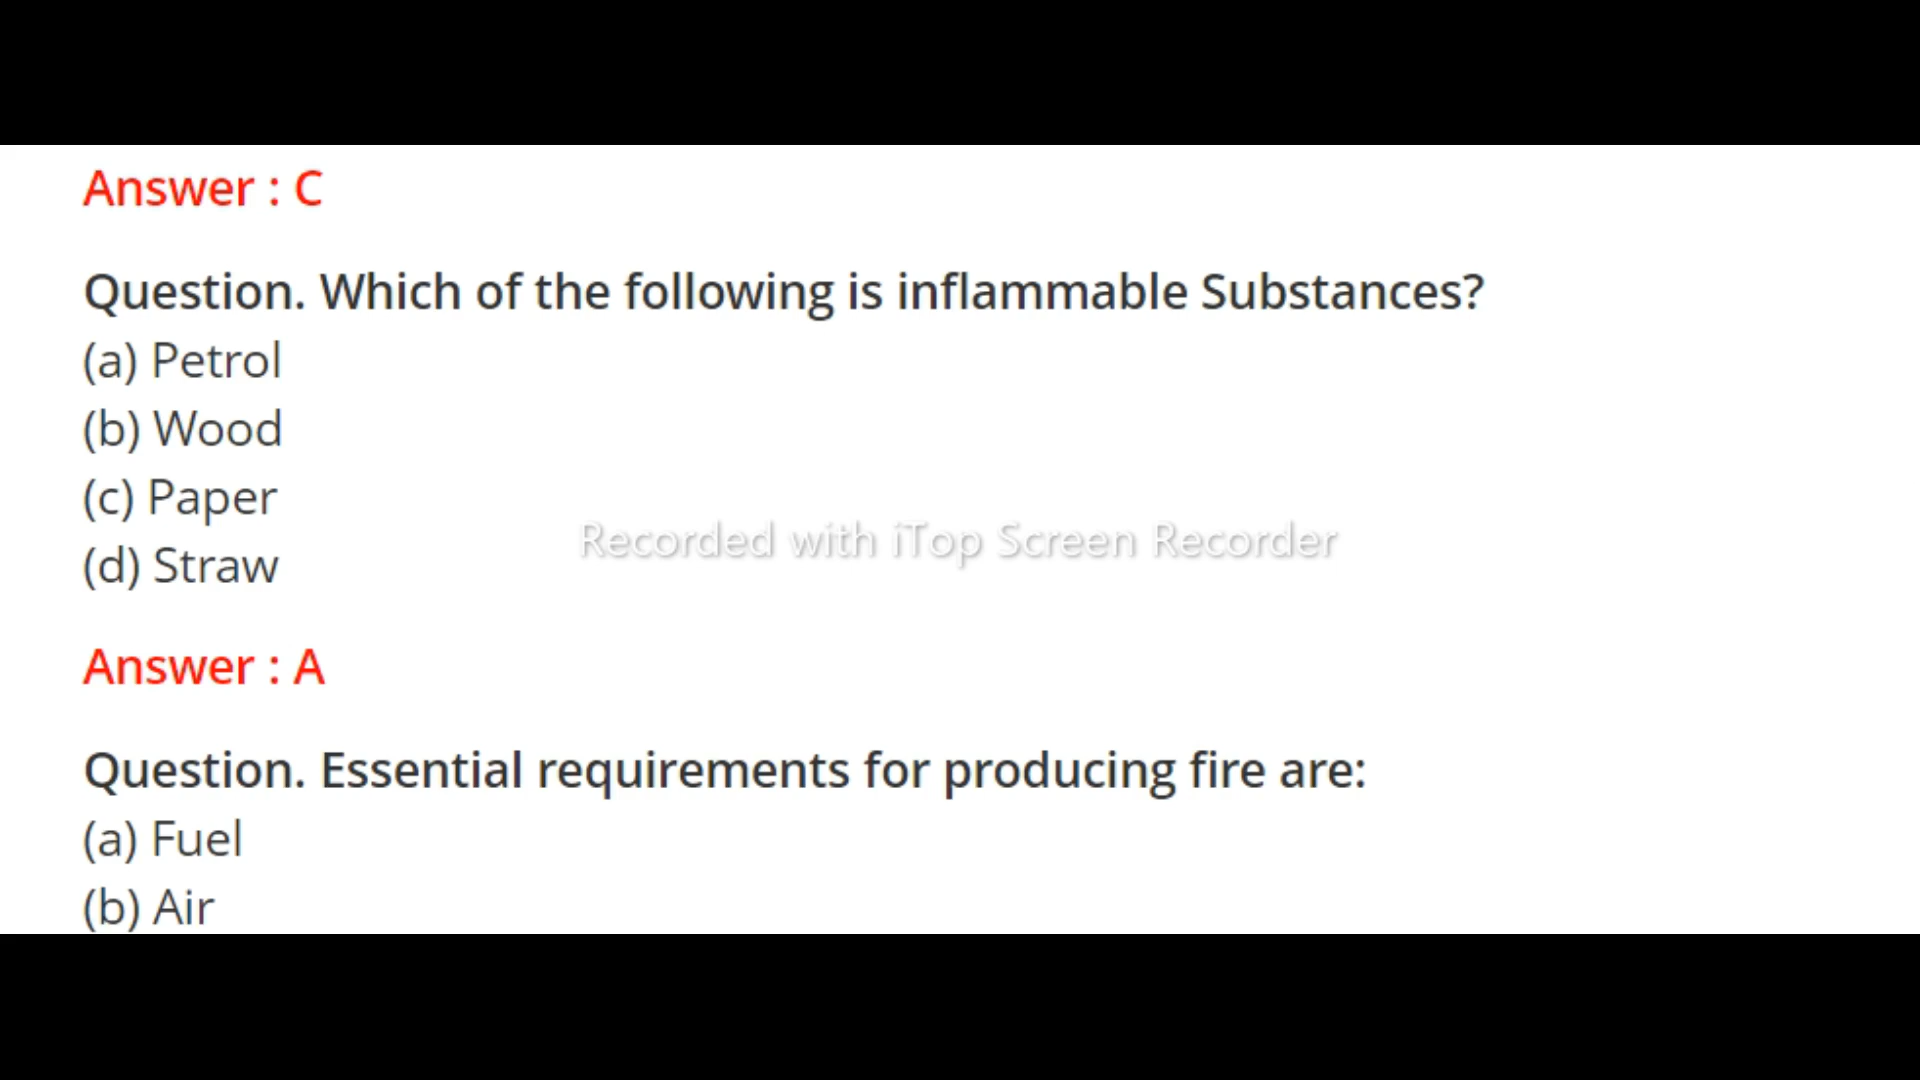 Answer : C
Question. Which of the following is inflammable Substances?
(a) Petrol
(b) Wood
(c) Paper
Recorded with iTop Screen Recorder
(d) Straw
Answer : A
Question. Essential requirements for producing fire are:
(a) Fuel
(b) Air